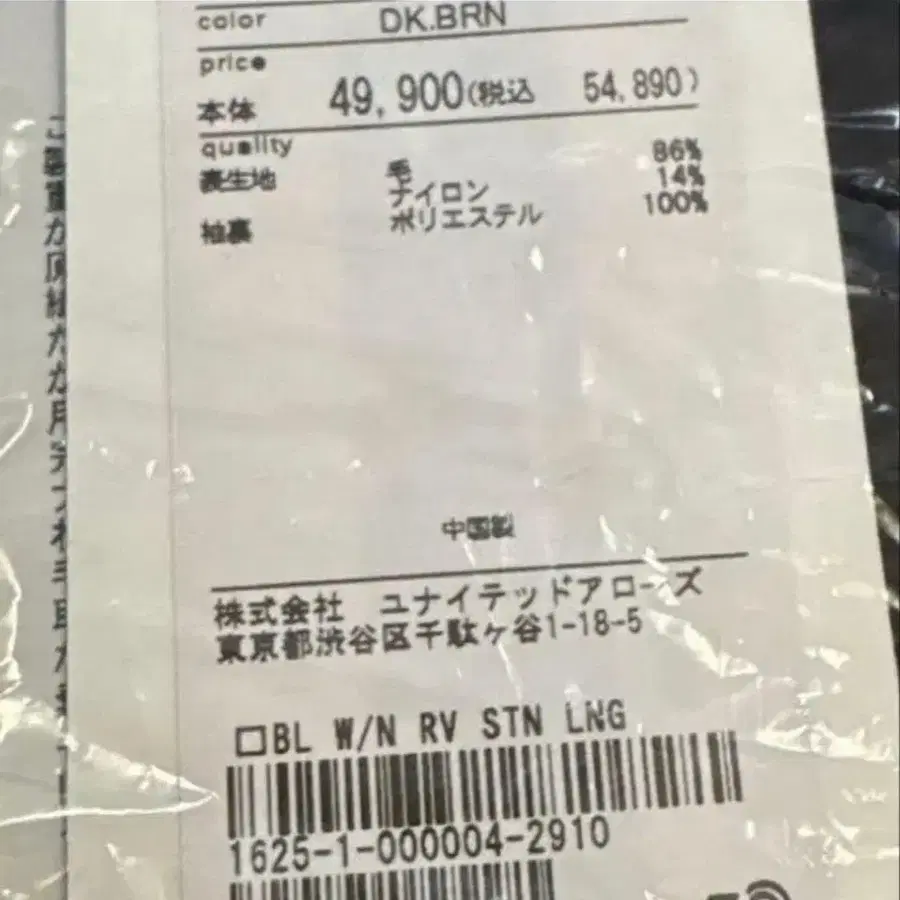 color DK.BRN
price
本体 49,900(税込 54,890)
quality
表生地 毛 86%
ナイロン 14%
袖裏 ポリエステル 100%
中国製
株式会社 ユナイテッドアローズ
東京都渋谷区千駄ヶ谷1-18-5
□BL W/N RV STN LNG
1625-1-000004-2910